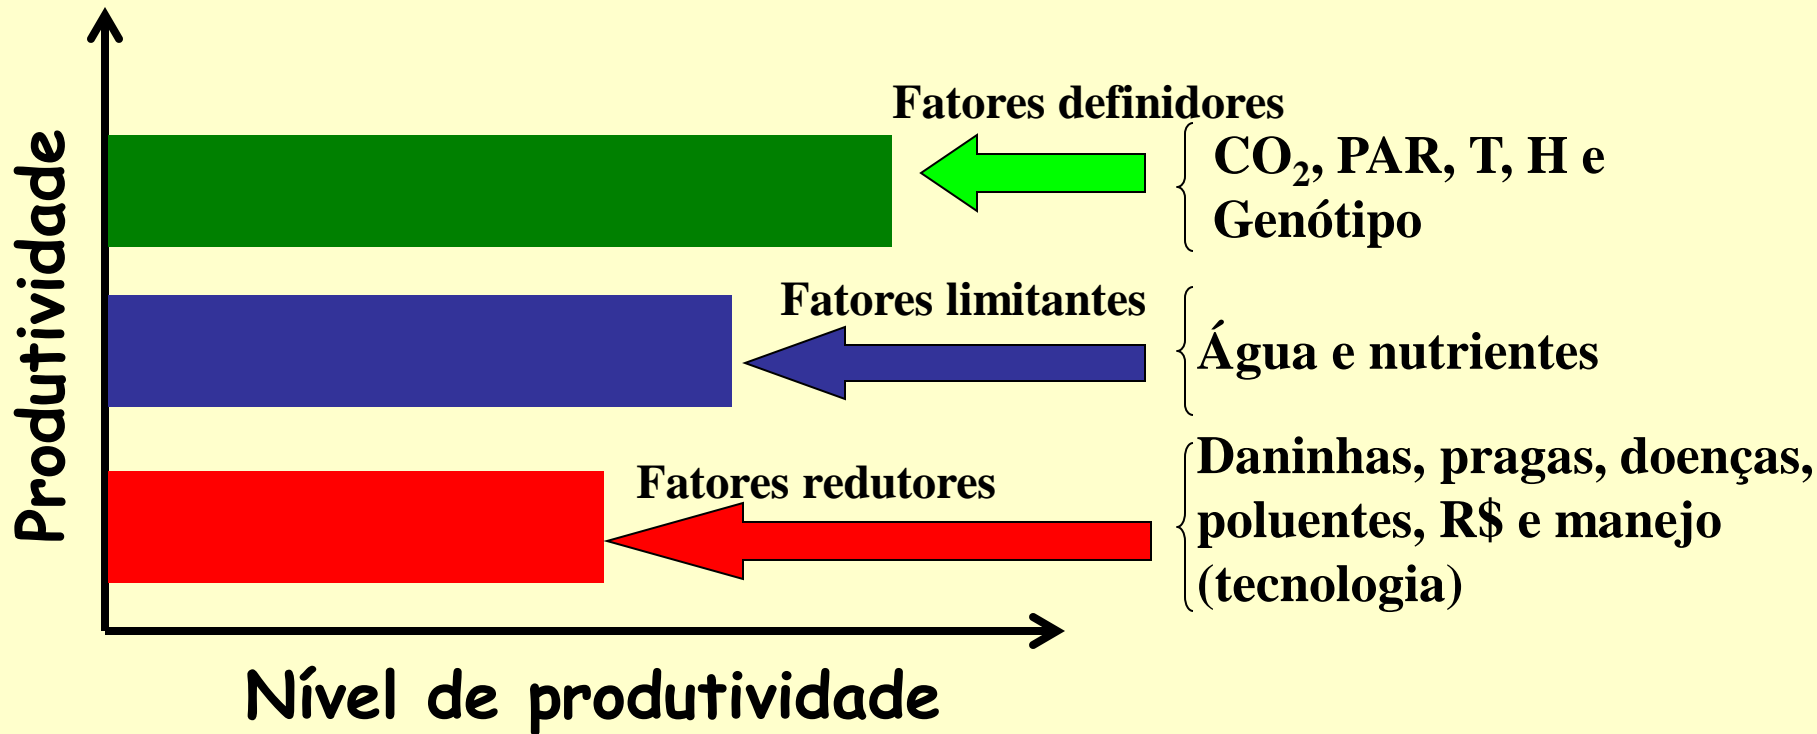 Produtividade
Fatores definidores
CO₂, PAR, T, H e
Genótipo
Fatores limitantes
Água e nutrientes
Fatores redutores
Daninhas, pragas, doenças,
poluentes, R$ e manejo
(tecnologia)
Nível de produtividade